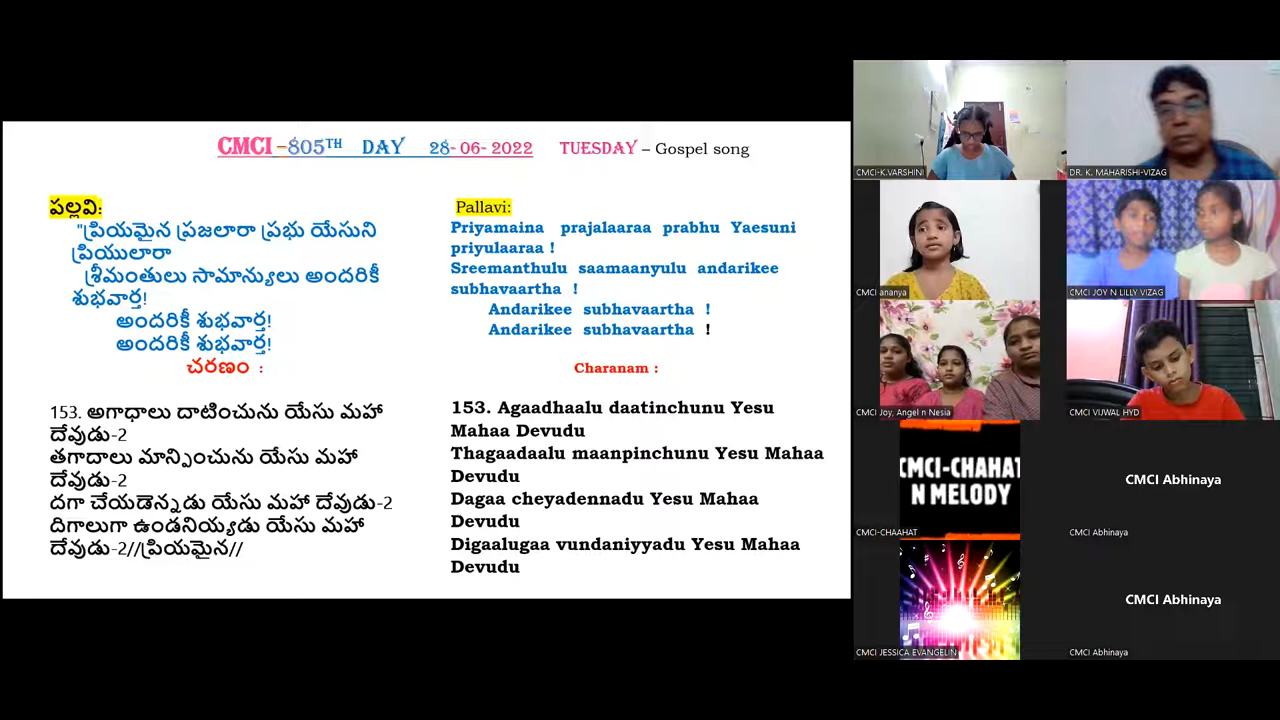 CMCI –805TH DAY 28- 06- 2022 TUESDAY – Gospel song
పల్లవి:
"ప్రియమైన ప్రజలారా ప్రభు యేసుని
ప్రియులారా
శ్రీమంతులు సామాన్యులు అందరికీ
శుభవార్త!
అందరికీ శుభవార్త!
అందరికీ శుభవార్త!
చరణం :
153. అగాధాలు దాటించును యేసు మహా
దేవుడు-2
తగాదాలు మాన్పించును యేసు మహా
దేవుడు-2
దగా చేయడెన్నడు యేసు మహా దేవుడు-2
దిగాలుగా ఉండనియ్యడు యేసు మహా
దేవుడు-2//ప్రియమైన//
Pallavi:
Priyamaina prajalaaraa prabhu Yaesuni
priyulaaraa !
Sreemanthulu saamaanyulu andarikee
subhavaartha !
Andarikee subhavaartha !
Andarikee subhavaartha !
Charanam :
153. Agaadhaalu daatinchunu Yesu
Mahaa Devudu
Thagaadaalu maanpinchunu Yesu Mahaa
Devudu
Dagaa cheyadennadu Yesu Mahaa
Devudu
Digaalugaa vundaniyyadu Yesu Mahaa
Devudu
CMCI-K.VARSHINI
DR. K. MAHARISHI-VIZAG
CMCI ananya
CMCI JOY N LILLY-VIZAG
CMCI Joy, Angel n Nesia
CMCI VIJWAL HYD
CMCI-CHAHAT
N MELODY
CMCI-CHAAHAT
CMCI Abhinaya
CMCI Abhinaya
CMCI JESSICA EVANGELIN
CMCI Abhinaya
CMCI Abhinaya